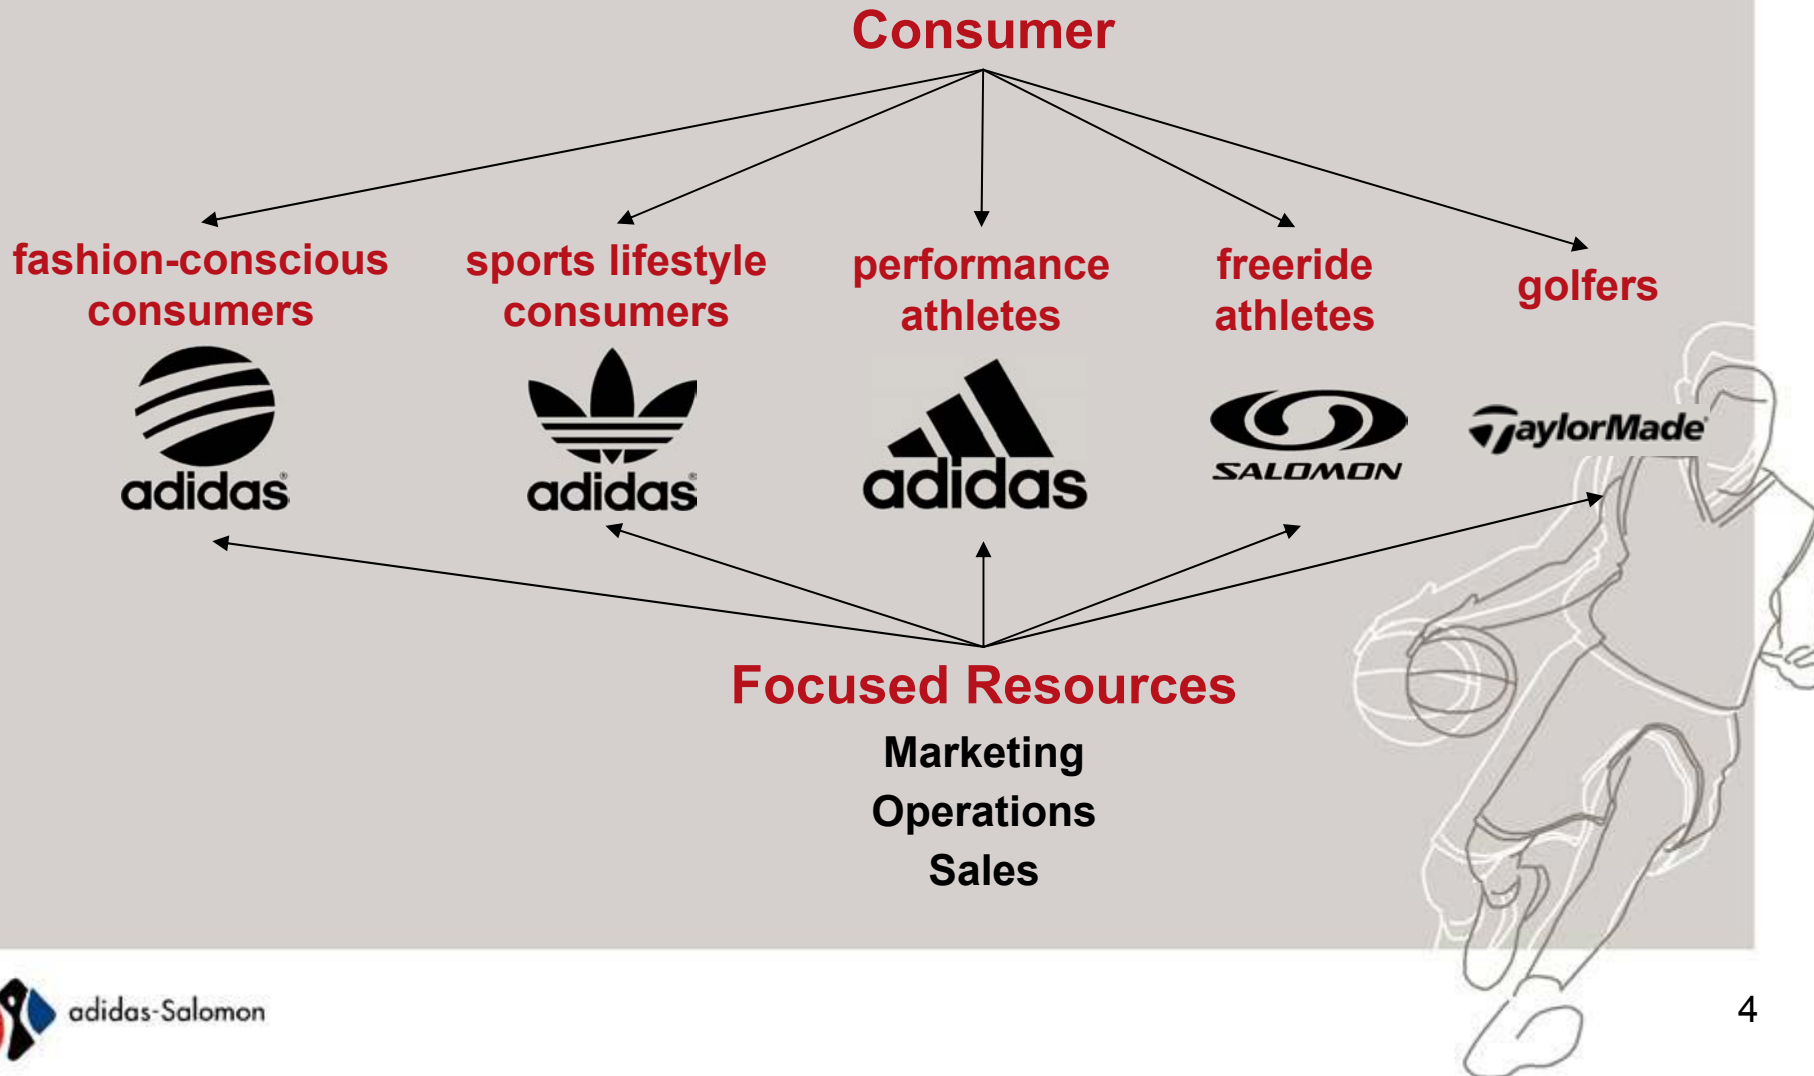 Consumer
fashion-conscious
consumers
sports lifestyle
consumers
performance
athletes
freeride
athletes
golfers
adidas®
adidas®
adidas
SALOMON
TaylorMade
Focused Resources
Marketing
Operations
Sales
adidas-Salomon
4